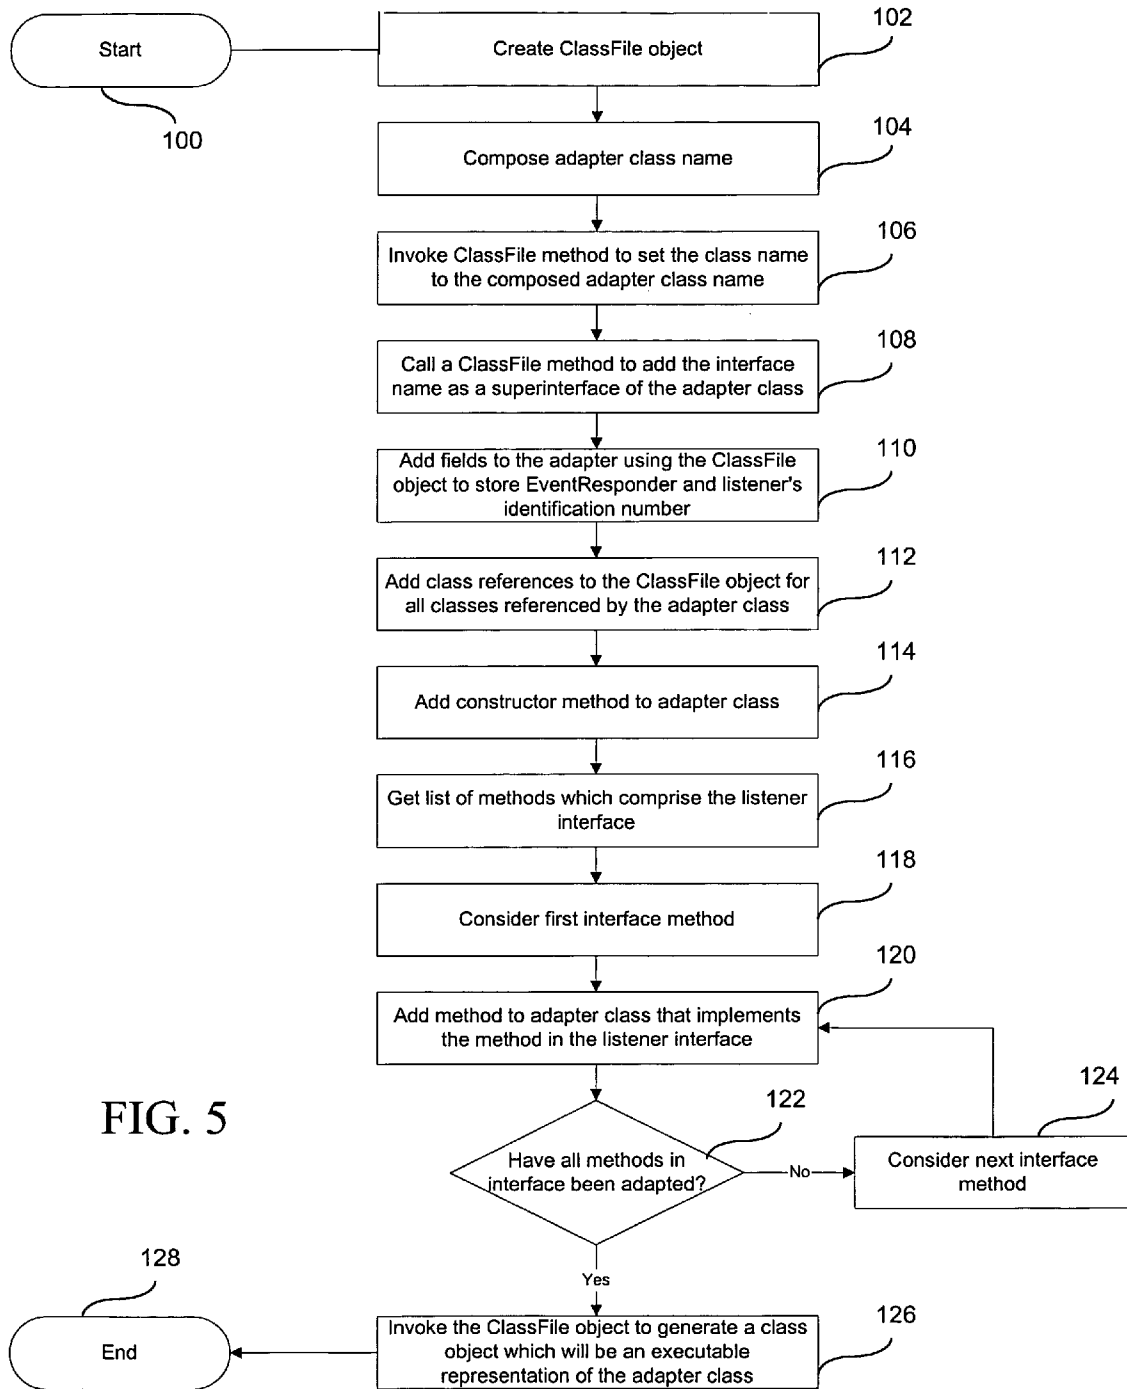 Start
100
Create ClassFile object
102
Compose adapter class name
104
Invoke ClassFile method to set the class name
to the composed adapter class name
106
Call a ClassFile method to add the interface
name as a superinterface of the adapter class
108
Add fields to the adapter using the ClassFile
object to store EventResponder and listener's
identification number
110
Add class references to the ClassFile object for
all classes referenced by the adapter class
112
Add constructor method to adapter class
114
Get list of methods which comprise the listener
interface
116
Consider first interface method
118
Add method to adapter class that implements
the method in the listener interface
120
FIG. 5
Have all methods in
interface been adapted?
122
No
Consider next interface
method
124
Yes
Invoke the ClassFile object to generate a class
object which will be an executable
representation of the adapter class
126
End
128